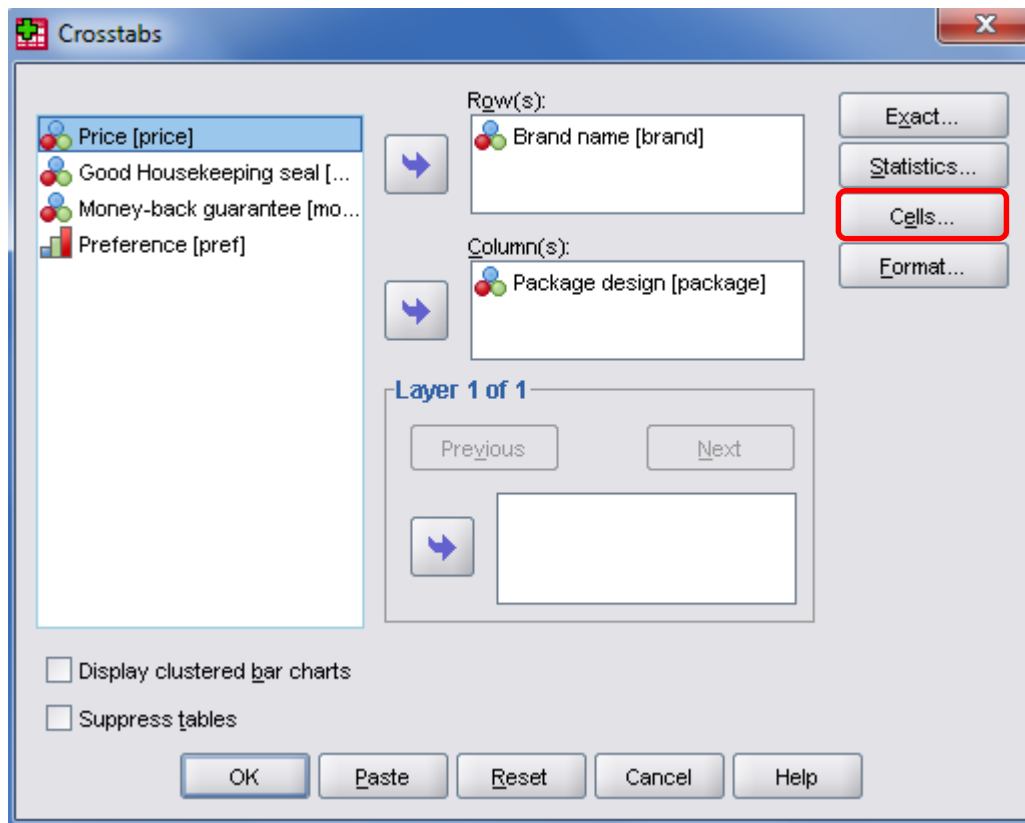 Crosstabs
Price [price]
Good Housekeeping seal [...
Money-back guarantee [mo...
Preference [pref]
Row(s):
Brand name [brand]
Column(s):
Package design [package]
Layer 1 of 1
Previous
Next
Exact...
Statistics...
Cells...
Format...
Display clustered bar charts
Suppress tables
OK
Paste
Reset
Cancel
Help